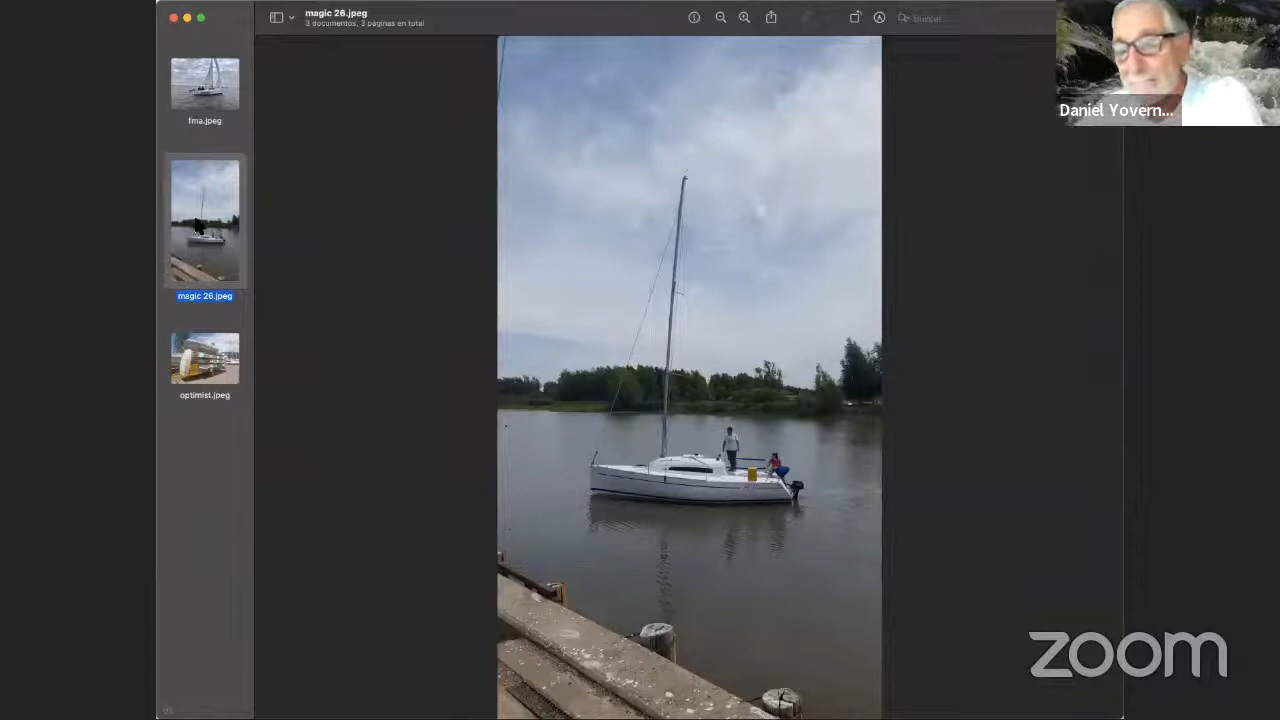 magic 26.jpeg
3 documentos, 3 páginas en total
Buscar
fma.jpeg
magic 26.jpeg
optimist.jpeg
Daniel Yovern...
zoom